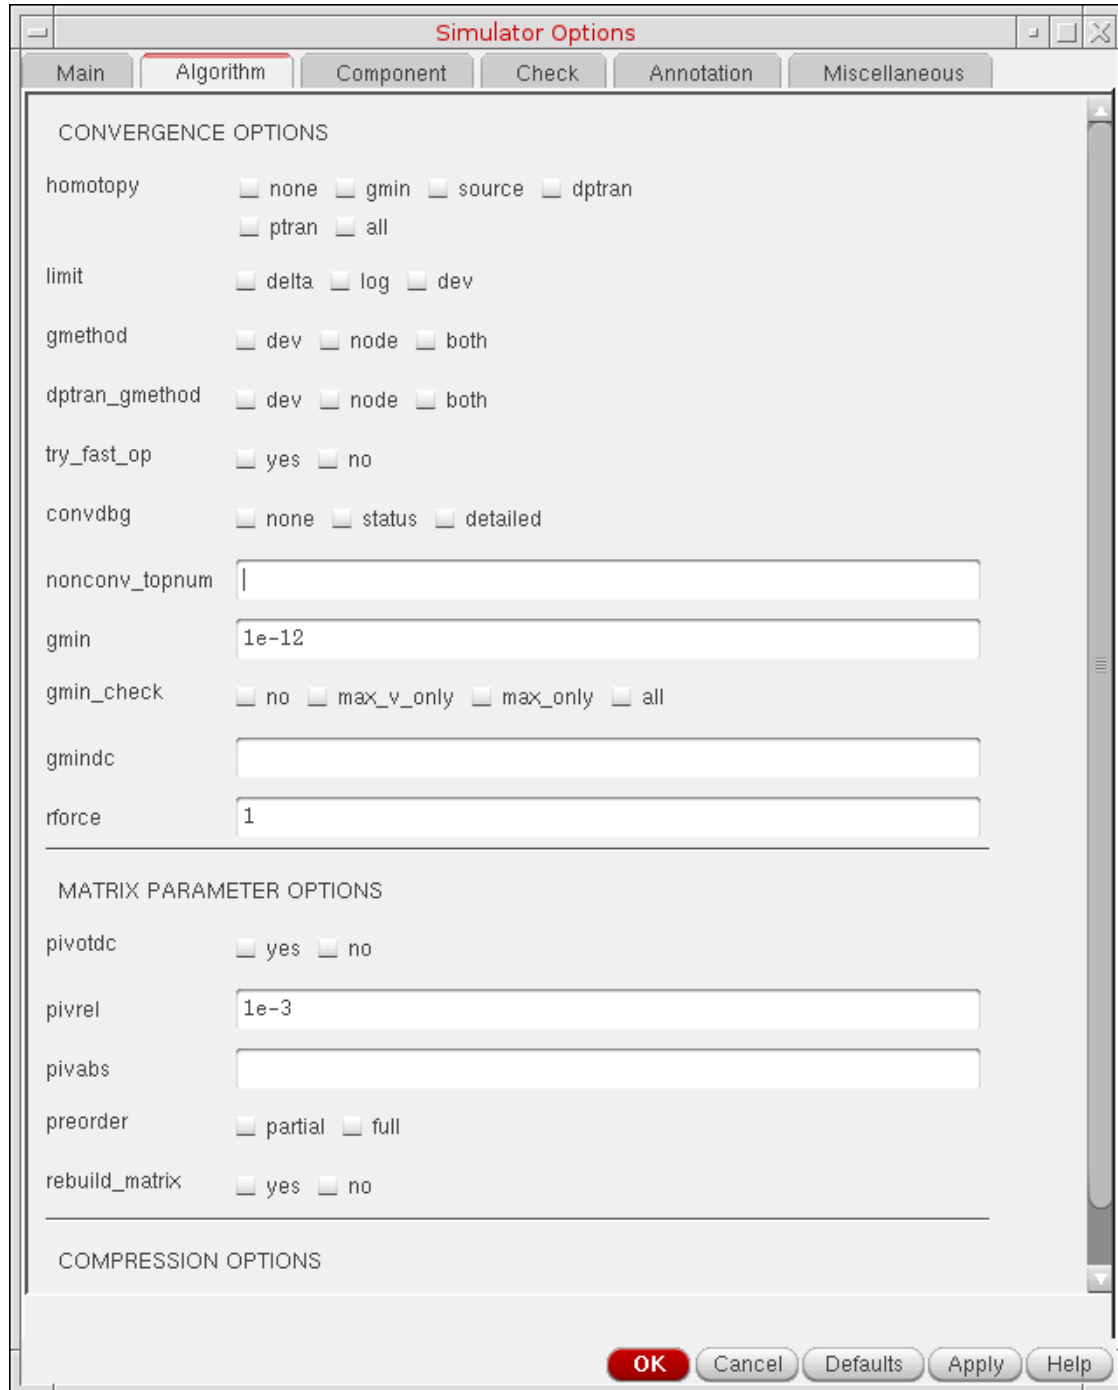 Simulator Options
Main Algorithm Component Check Annotation Miscellaneous
CONVERGENCE OPTIONS
homotopy none gmin source dptran
ptran all
limit delta log dev
gmethod dev node both
dptran_gmethod dev node both
try_fast_op yes no
convdbg none status detailed
nonconv_topnum
gmin 1e-12
gmin_check no max_v_only max_only all
gmindc
rforce 1
MATRIX PARAMETER OPTIONS
pivotdc yes no
pivrel 1e-3
pivabs
preorder partial full
rebuild_matrix yes no
COMPRESSION OPTIONS
OK Cancel Defaults Apply Help